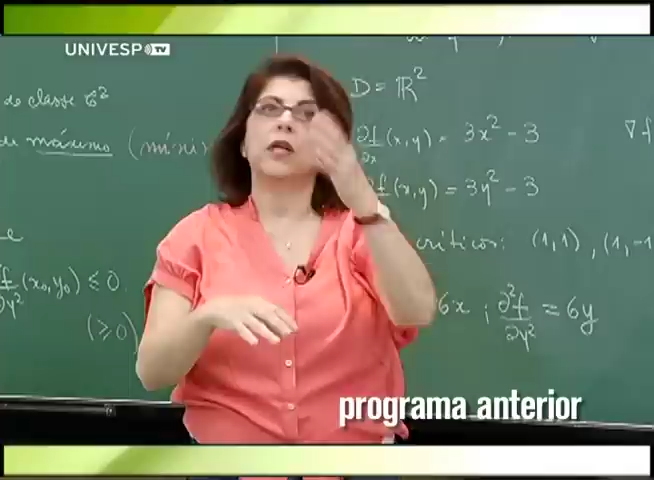 UNIVESP TV
D = ℝ²
de classe C²
(x,y) = 3x² - 3
∇f
máximo (míni
(x,y) = 3y² - 3
críticos: (1,1), (1,-1
∂²f/∂y² (x₀,y₀) ≤ 0
6x ; ∂²f/∂y² = 6y
(≥0)
programa anterior